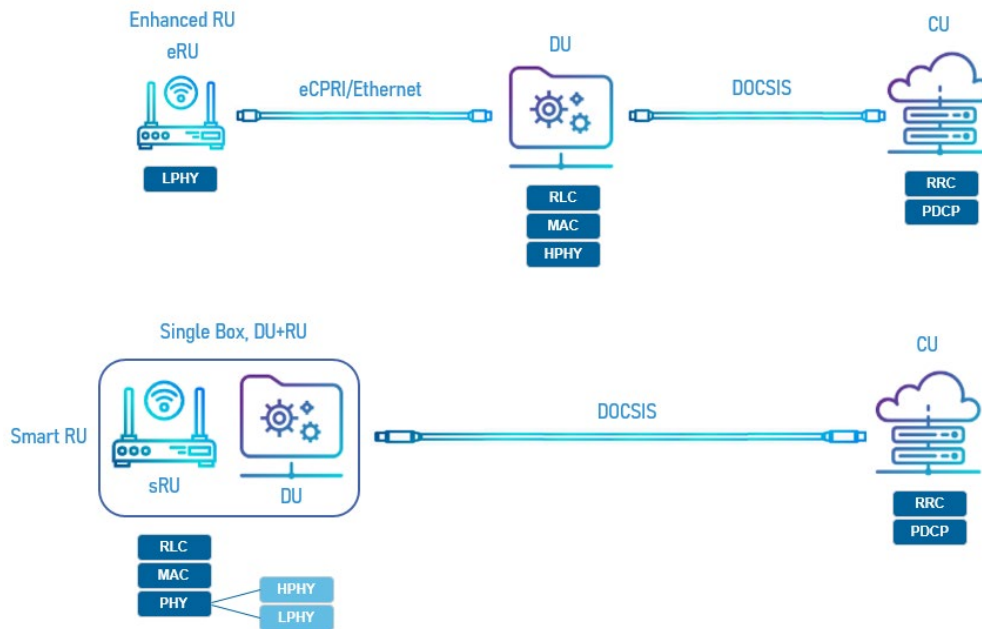 Enhanced RU
eRU
eCPRI/Ethernet
DU
DOCSIS
CU
LPHY
RLC
MAC
HPHY
RRC
PDCP
Single Box, DU+RU
Smart RU
sRU
DU
DOCSIS
CU
RLC
MAC
PHY
HPHY
LPHY
RRC
PDCP